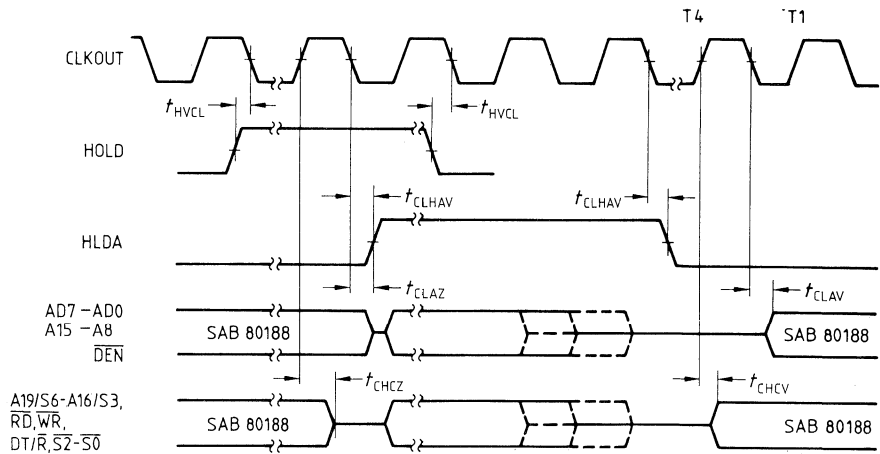 T4 T1
CLKOUT
tHVCL tHVCL
HOLD
tCLHAV tCLHAV
HLDA
tCLAZ tCLAV
AD7 –AD0
A15 –A8
DEN
SAB 80188 SAB 80188
tCHCZ tCHCV
A19/S6-A16/S3,
RD,WR,
DT/R,S2-S0
SAB 80188 SAB 80188